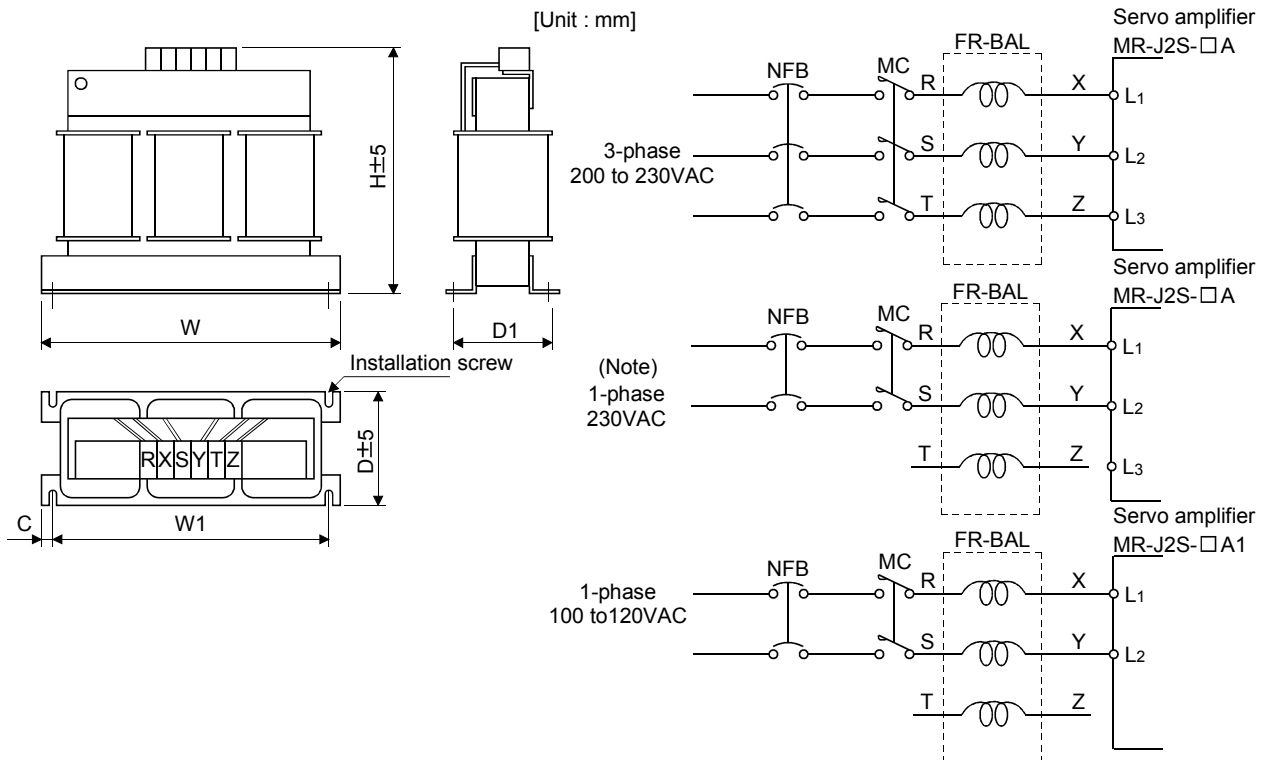 [Unit : mm]
H±5
W
D1
Installation screw
RXSYTZ
D±5
C
W1
Servo amplifier
MR-J2S-□A
FR-BAL
NFB
MC
R
X
L1
3-phase
200 to 230VAC
S
Y
L2
T
Z
L3
Servo amplifier
MR-J2S-□A
FR-BAL
NFB
MC
R
X
L1
(Note)
1-phase
230VAC
S
Y
L2
T
Z
L3
Servo amplifier
MR-J2S-□A1
FR-BAL
NFB
MC
R
X
L1
1-phase
100 to120VAC
S
Y
L2
T
Z